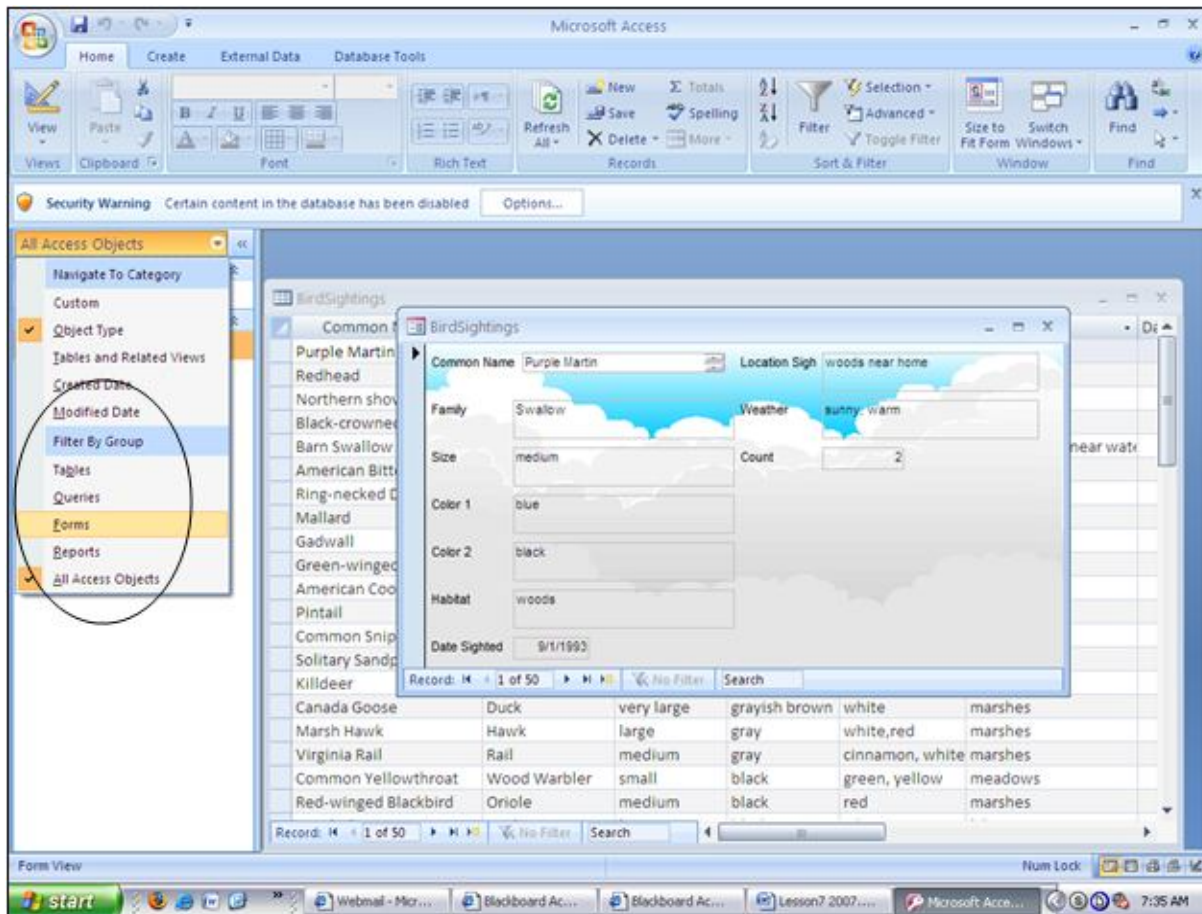 Microsoft Access
Home Create External Data Database Tools
View Paste B I U Refresh All New Save Delete Σ Totals Spelling More Filter Selection Advanced Toggle Filter Size to Fit Form Switch Windows Find
Views Clipboard Font Rich Text Records Sort & Filter Window Find
Security Warning Certain content in the database has been disabled Options...
All Access Objects
Navigate To Category
Custom
Object Type
Tables and Related Views
Created Date
Modified Date
Filter By Group
Tables
Queries
Forms
Reports
All Access Objects
BirdSightings
Common
Purple Martin
Redhead
Northern shov
Black-crowned
Barn Swallow near wate
American Bitt
Ring-necked D
Mallard
Gadwall
Green-winged
American Coo
Pintail
Common Snip
Solitary Sandp
Killdeer
Canada Goose Duck very large grayish brown white marshes
Marsh Hawk Hawk large gray white,red marshes
Virginia Rail Rail medium gray cinnamon, white marshes
Common Yellowthroat Wood Warbler small black green, yellow meadows
Red-winged Blackbird Oriole medium black red marshes
Record: 1 of 50 No Filter Search
BirdSightings
Common Name Purple Martin Location Sigh woods near home
Family Swallow Weather sunny, warm
Size medium Count 2
Color 1 blue
Color 2 black
Habitat woods
Date Sighted 9/1/1993
Record: 1 of 50 No Filter Search
Form View Num Lock
start Webmail - Micr... Blackboard Ac... Blackboard Ac... Lesson7 2007.... Microsoft Acce... 7:35 AM